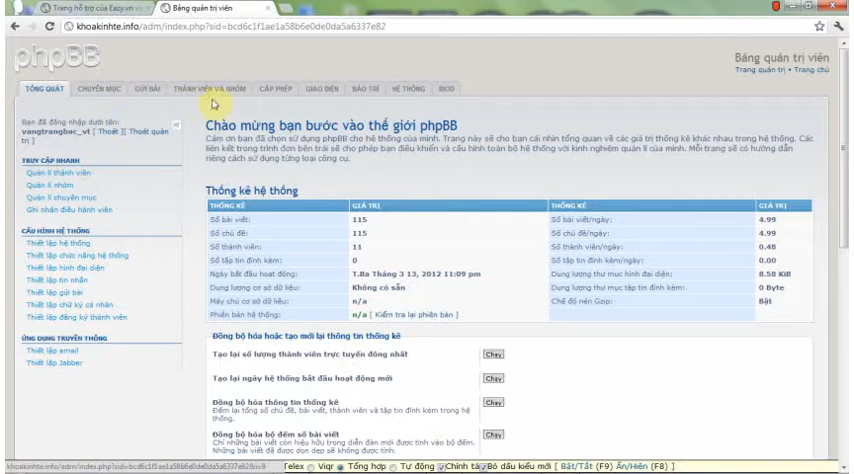 Trang hỗ trợ của Eazy.vn
Bảng quản trị viên
khoakinhte.info/adm/index.php?sid=bcd6f1cf1ae1a58b6e0de0da5cfa3637e82
phpBB
Bảng quản trị viên
Trang quản trị • Trang chủ
TỔNG QUÁT CHUYÊN MỤC GỬI BÀI THÀNH VIÊN VÀ NHÓM CẤP PHÉP GIAO DIỆN BẢO TRÌ HỆ THỐNG MOD
Bạn đã đăng nhập dưới tên:
vangtrangbac_vt [ Thoát ][ Thoát quản
trị ]
TRUY CẬP NHANH
Quản lí thành viên
Quản lí nhóm
Quản lí chuyên mục
Ghi nhận điều hành viên
CẤU HÌNH HỆ THỐNG
Thiết lập hệ thống
Thiết lập chức năng hệ thống
Thiết lập hình đại diện
Thiết lập tin nhắn
Thiết lập gửi bài
Thiết lập chữ ký cá nhân
Thiết lập đăng ký thành viên
ỨNG DỤNG TRUYỀN THÔNG
Thiết lập email
Thiết lập Jabber
Chào mừng bạn bước vào thế giới phpBB
Cám ơn bạn đã chọn sử dụng phpBB cho hệ thống của mình. Trang này sẽ cho bạn cái nhìn tổng quan về các giá trị thống kê khác nhau trong hệ thống. Các
liên kết trong trình đơn bên trái sẽ cho phép bạn điều khiển và cấu hình toàn bộ hệ thống với kinh nghiệm quản lí của mình. Mỗi trang sẽ có hướng dẫn
riêng cách sử dụng từng loại công cụ.
Thống kê hệ thống
THỐNG KÊ GIÁ TRỊ THỐNG KÊ GIÁ TRỊ
Số bài viết: 115 Số bài viết/ngày: 4.99
Số chủ đề: 115 Số chủ đề/ngày: 4.99
Số thành viên: 11 Số thành viên/ngày: 0.48
Số tập tin đính kèm: 0 Số tập tin đính kèm/ngày: 0.00
Ngày bắt đầu hoạt động: T.Ba Tháng 3 13, 2012 11:09 pm Dung lượng thư mục hình đại diện: 8.58 KiB
Dung lượng cơ sở dữ liệu: Không có sẵn Dung lượng thư mục tập tin đính kèm: 0 Byte
Máy chủ cơ sở dữ liệu: n/a Chế độ nén Gzip: Bật
Phiên bản hệ thống: n/a [ Kiểm tra lại phiên bản ]
Đồng bộ hóa hoặc tạo mới lại thông tin thống kê
Tạo lại số lượng thành viên trực tuyến đông nhất Chạy
Tạo lại ngày hệ thống bắt đầu hoạt động mới Chạy
Đồng bộ hóa thông tin thống kê Chạy
Đếm lại tổng số chủ đề, bài viết, thành viên và tập tin đính kèm trong hệ
thống.
Đồng bộ hóa bộ đếm số bài viết Chạy
Chỉ những bài viết còn hiệu lực trong diễn đàn mới được tính vào bộ đếm.
Những bài viết đã được dọn dẹp sẽ không được tính.
khoakinhte.info/adm/index.php?sid=bcd6f1cf1ae1a58b6e0de0da5cfa3637e82&i=9
Telex Viqr Tổng hợp Tự động Chính tả Bỏ dấu kiểu mới [ Bật/Tắt (F9) Ẩn/Hiện (F8) ]